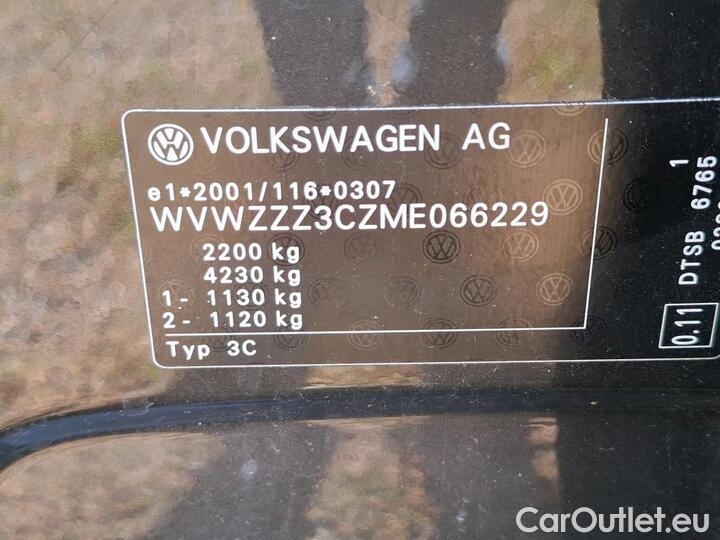 VOLKSWAGEN AG
e1*2001/116*0307
WVWZZZ3CZME066229
2200 kg
4230 kg
1- 1130 kg
2- 1120 kg
Typ 3C
0.11
DTSB 6765
1
CarOutlet.eu